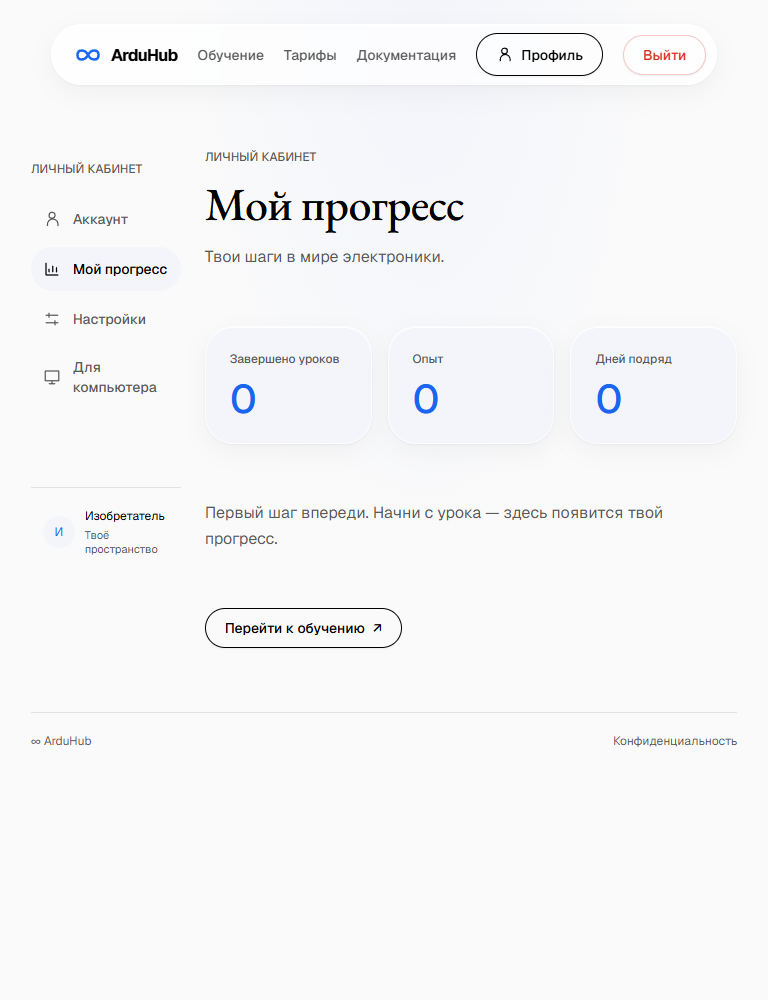 ArduHub
Обучение
Тарифы
Документация
Профиль
Выйти
ЛИЧНЫЙ КАБИНЕТ
Аккаунт
Мой прогресс
Настройки
Для
компьютера
И
Изобретатель
Твоё
пространство
ЛИЧНЫЙ КАБИНЕТ
Мой прогресс
Твои шаги в мире электроники.
Завершено уроков
0
Опыт
0
Дней подряд
0
Первый шаг впереди. Начни с урока — здесь появится твой
прогресс.
Перейти к обучению ↗
∞ ArduHub
Конфиденциальность